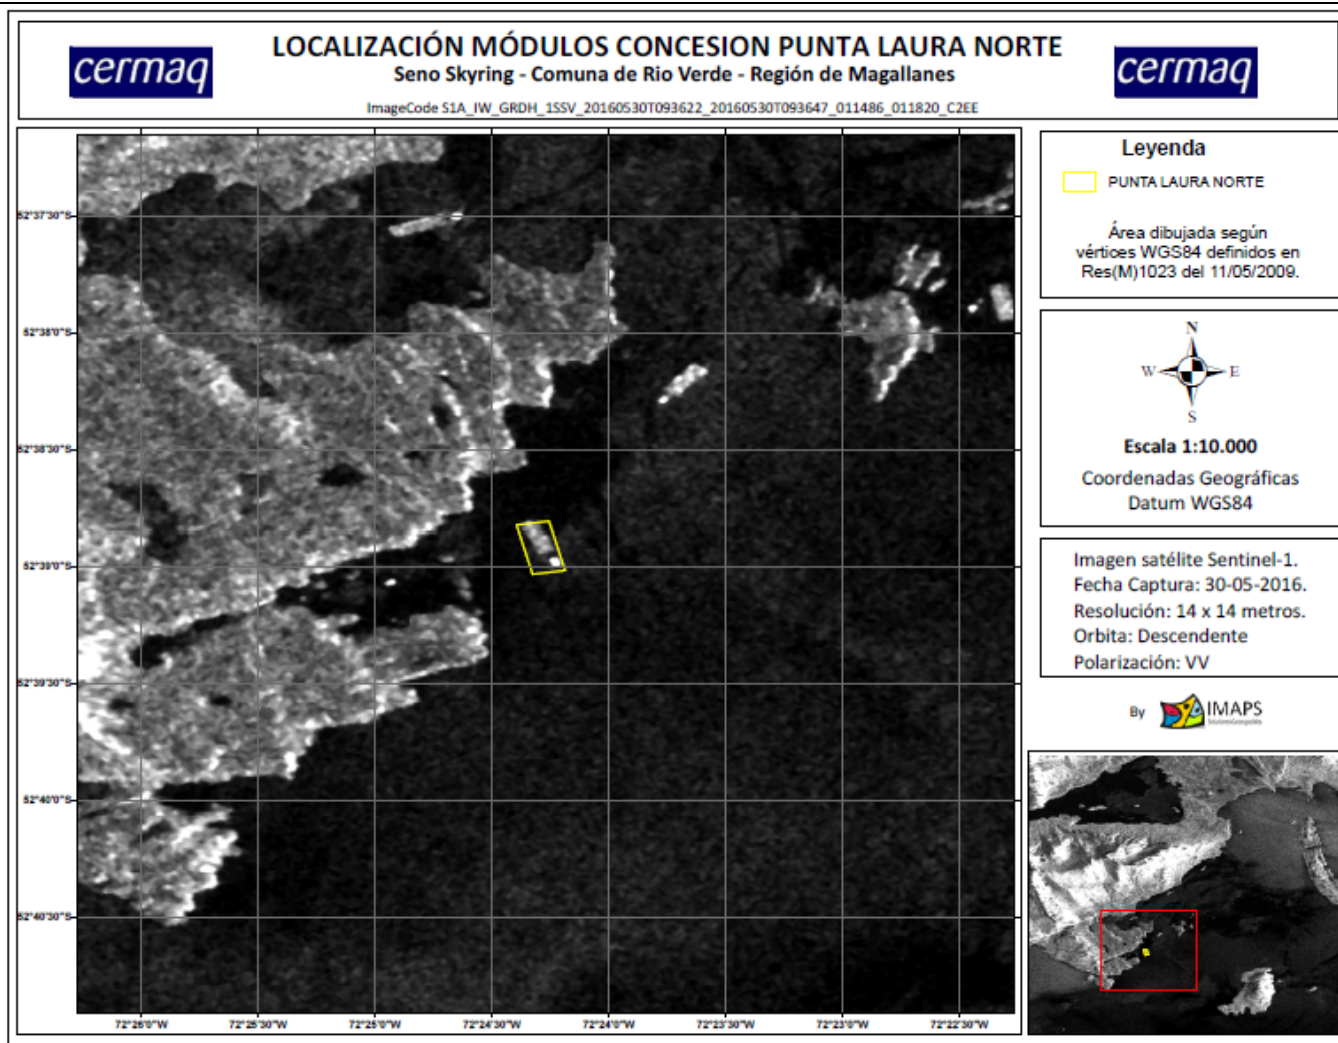 cermaq
LOCALIZACIÓN MÓDULOS CONCESION PUNTA LAURA NORTE
Seno Skyring - Comuna de Rio Verde - Región de Magallanes
ImageCode S1A_IW_GRDH_1SSV_20160530T093622_20160530T093647_011486_011820_C2EE
cermaq
52°37'30"S
52°38'0"S
52°38'30"S
52°39'0"S
52°39'30"S
52°40'0"S
52°40'30"S
72°26'0"W
72°25'30"W
72°25'0"W
72°24'30"W
72°24'0"W
72°23'30"W
72°23'0"W
72°22'30"W
Leyenda
PUNTA LAURA NORTE
Área dibujada según
vértices WGS84 definidos en
Res(M)1023 del 11/05/2009.
N
W
E
S
Escala 1:10.000
Coordenadas Geográficas
Datum WGS84
Imagen satélite Sentinel-1.
Fecha Captura: 30-05-2016.
Resolución: 14 x 14 metros.
Orbita: Descendente
Polarización: VV
By
IMAPS